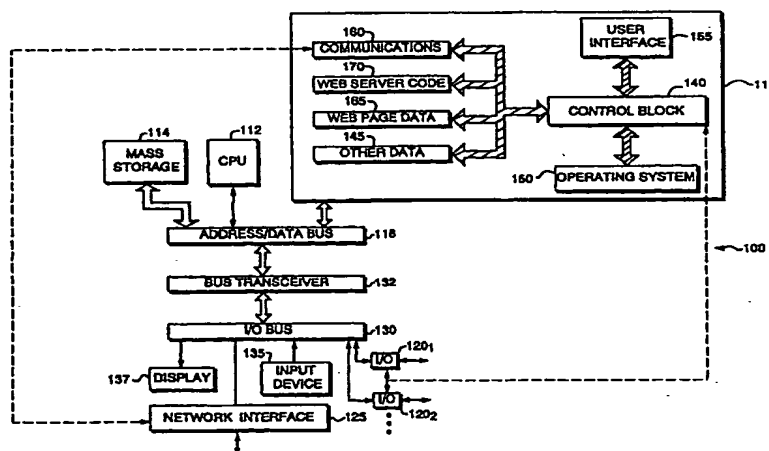 160
COMMUNICATIONS
170
WEB SERVER CODE
165
WEB PAGE DATA
145
OTHER DATA
USER INTERFACE
155
140
CONTROL BLOCK
150
OPERATING SYSTEM
11
114
MASS STORAGE
112
CPU
ADDRESS/DATA BUS
118
BUS TRANSCEIVER
132
I/O BUS
130
100
135
INPUT DEVICE
137
DISPLAY
I/O
120₁
I/O
120₂
NETWORK INTERFACE
125